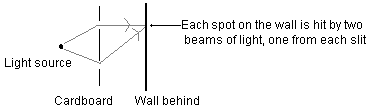 Each spot on the wall is hit by two
beams of light, one from each slit
Light source
Cardboard
Wall behind